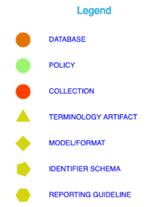 Legend
DATABASE
POLICY
COLLECTION
TERMINOLOGY ARTIFACT
MODEL/FORMAT
IDENTIFIER SCHEMA
REPORTING GUIDELINE